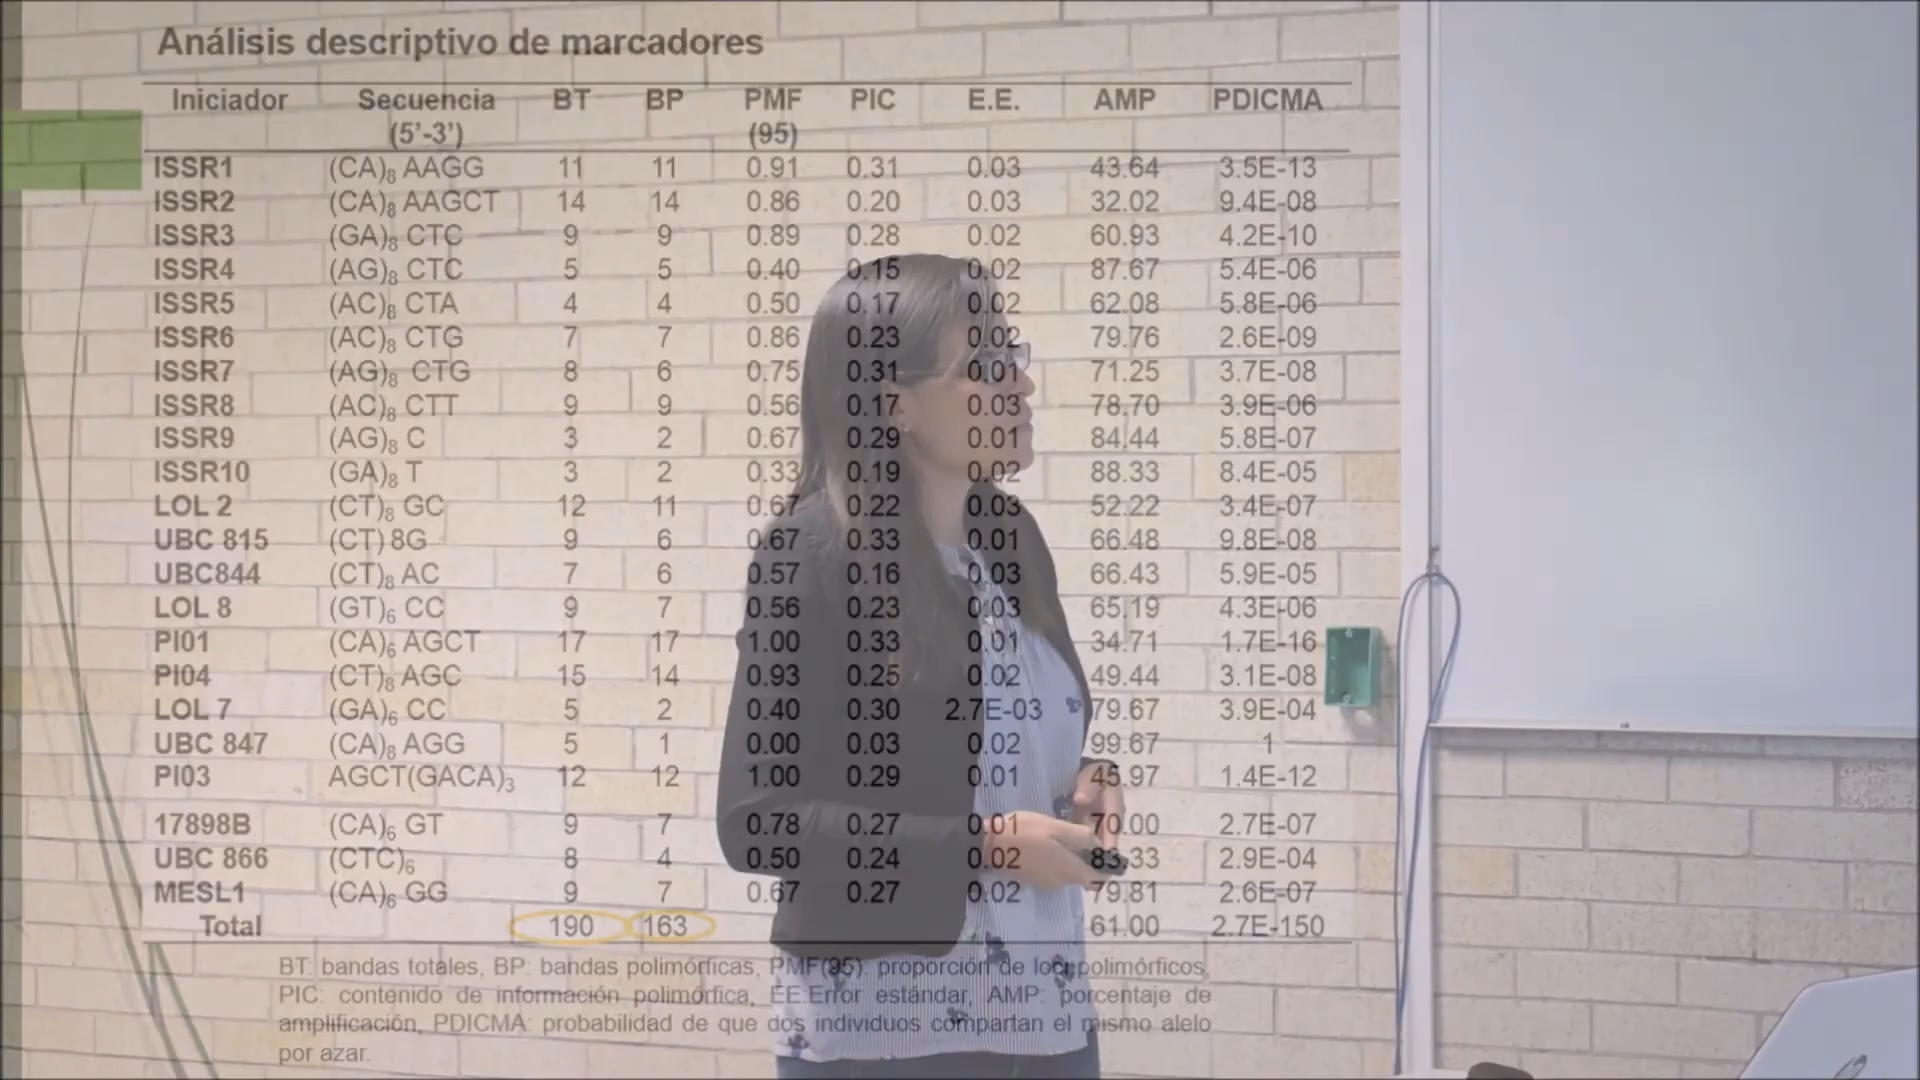 Análisis descriptivo de marcadores
Iniciador Secuencia BT BP PMF PIC E.E. AMP PDICMA
(5'-3') (95)
ISSR1 (CA)8 AAGG 11 11 0.91 0.31 0.03 43.64 3.5E-13
ISSR2 (CA)8 AAGCT 14 14 0.86 0.20 0.03 32.02 9.4E-08
ISSR3 (GA)8 CTC 9 9 0.89 0.28 0.02 60.93 4.2E-10
ISSR4 (AG)8 CTC 5 5 0.40 0.15 0.02 87.67 5.4E-06
ISSR5 (AC)8 CTA 4 4 0.50 0.17 0.02 62.08 5.8E-06
ISSR6 (AC)8 CTG 7 7 0.86 0.23 0.02 79.76 2.6E-09
ISSR7 (AG)8 CTG 8 6 0.75 0.31 0.01 71.25 3.7E-08
ISSR8 (AC)8 CTT 9 9 0.56 0.17 0.03 78.70 3.9E-06
ISSR9 (AG)8 C 3 2 0.67 0.29 0.01 84.44 5.8E-07
ISSR10 (GA)8 T 3 2 0.33 0.19 0.02 88.33 8.4E-05
LOL 2 (CT)8 GC 12 11 0.67 0.22 0.03 52.22 3.4E-07
UBC 815 (CT) 8G 9 6 0.67 0.33 0.01 66.48 9.8E-08
UBC844 (CT)8 AC 7 6 0.57 0.16 0.03 66.43 5.9E-05
LOL 8 (GT)6 CC 9 7 0.56 0.23 0.03 65.19 4.3E-06
PI01 (CA)6 AGCT 17 17 1.00 0.33 0.01 34.71 1.7E-16
PI04 (CT)8 AGC 15 14 0.93 0.25 0.02 49.44 3.1E-08
LOL 7 (GA)6 CC 5 2 0.40 0.30 2.7E-03 79.67 3.9E-04
UBC 847 (CA)8 AGG 5 1 0.00 0.03 0.02 99.67 1
PI03 AGCT(GACA)3 12 12 1.00 0.29 0.01 45.97 1.4E-12
17898B (CA)6 GT 9 7 0.78 0.27 0.01 70.00 2.7E-07
UBC 866 (CTC)6 8 4 0.50 0.24 0.02 83.33 2.9E-04
MESL1 (CA)6 GG 9 7 0.67 0.27 0.02 79.81 2.6E-07
Total 190 163 61.00 2.7E-150
BT: bandas totales, BP: bandas polimórficas, PMF(95): proporción de loci polimórficos,
PIC: contenido de información polimórfica, EE:Error estándar, AMP: porcentaje de
amplificación, PDICMA: probabilidad de que dos individuos compartan el mismo alelo
por azar.